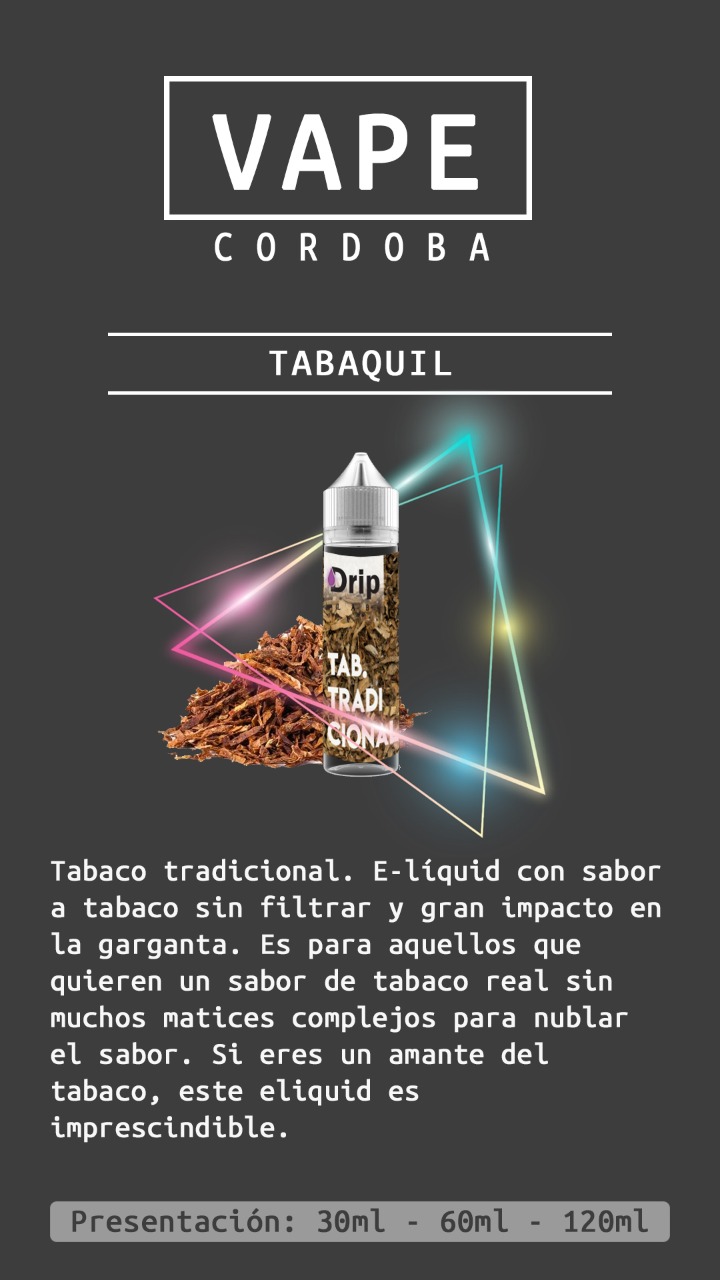 VAPE
CORDOBA
TABAQUIL
Drip
TAB.
TRADI
CIONAL
Tabaco tradicional. E-líquid con sabor
a tabaco sin filtrar y gran impacto en
la garganta. Es para aquellos que
quieren un sabor de tabaco real sin
muchos matices complejos para nublar
el sabor. Si eres un amante del
tabaco, este eliquid es
imprescindible.
Presentación: 30ml - 60ml - 120ml